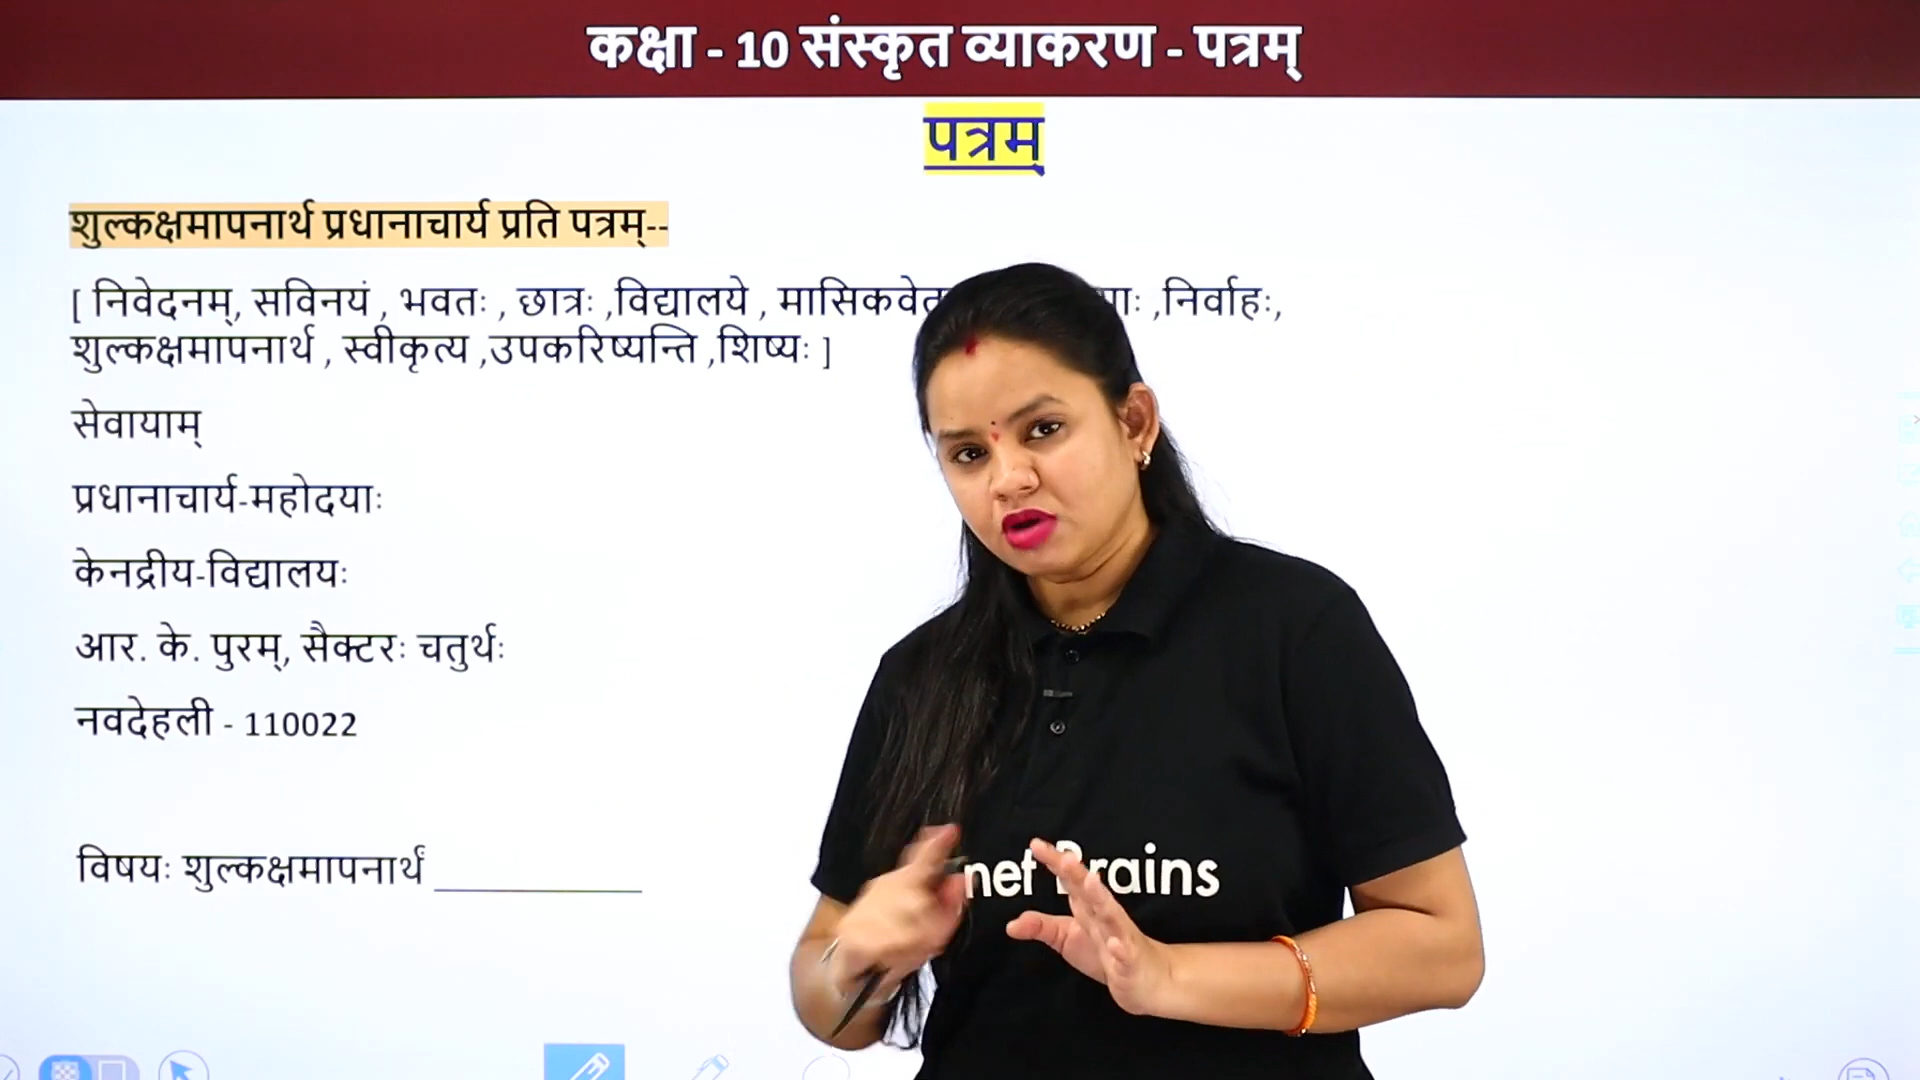 कक्षा - 10 संस्कृत व्याकरण - पत्रम्
पत्रम्
शुल्कक्षमापनार्थ प्रधानाचार्य प्रति पत्रम्--
[ निवेदनम्, सविनयं , भवतः , छात्रः ,विद्यालये , ,निर्वाहः,
शुल्कक्षमापनार्थ , स्वीकृत्य ,उपकरिष्यन्ति ,शिष्यः ]
सेवायाम्
प्रधानाचार्य-महोदयाः
केनद्रीय-विद्यालयः
आर. के. पुरम्, सैक्टरः चतुर्थः
नवदेहली - 110022
विषयः शुल्कक्षमापनार्थं
net Brains